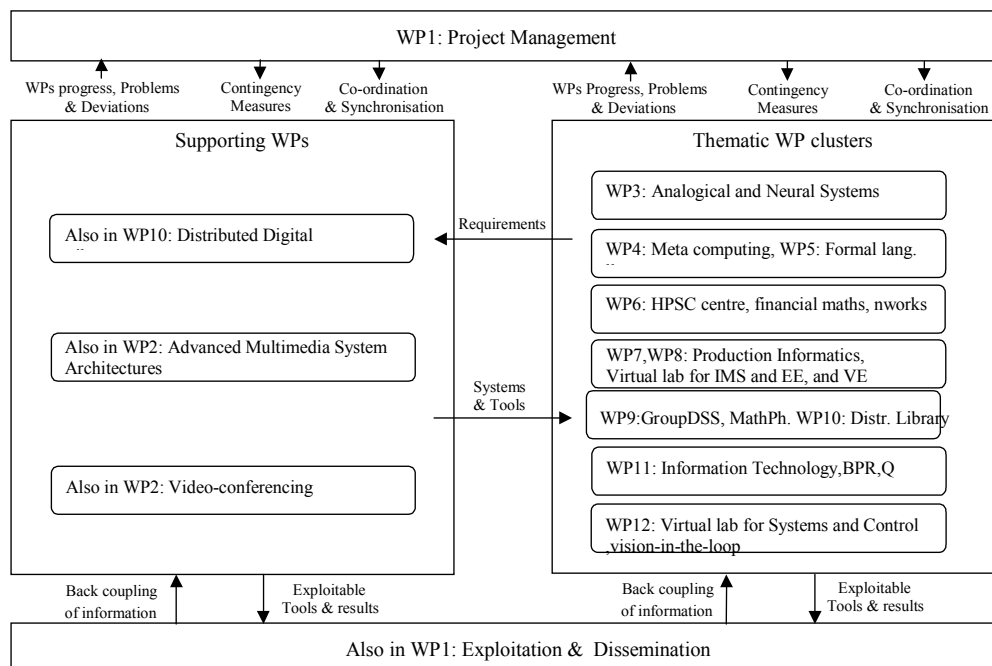 WP1: Project Management
WPs progress, Problems
& Deviations
Contingency
Measures
Co-ordination
& Synchronisation
WPs Progress, Problems
& Deviations
Contingency
Measures
Co-ordination
& Synchronisation
Supporting WPs
Also in WP10: Distributed Digital
Also in WP2: Advanced Multimedia System
Architectures
Also in WP2: Video-conferencing
Requirements
Systems
& Tools
Thematic WP clusters
WP3: Analogical and Neural Systems
WP4: Meta computing, WP5: Formal lang.
WP6: HPSC centre, financial maths, nworks
WP7,WP8: Production Informatics,
Virtual lab for IMS and EE, and VE
WP9:GroupDSS, MathPh. WP10: Distr. Library
WP11: Information Technology,BPR,Q
WP12: Virtual lab for Systems and Control
,vision-in-the-loop
Back coupling
of information
Exploitable
Tools & results
Back coupling
of information
Exploitable
Tools & results
Also in WP1: Exploitation & Dissemination